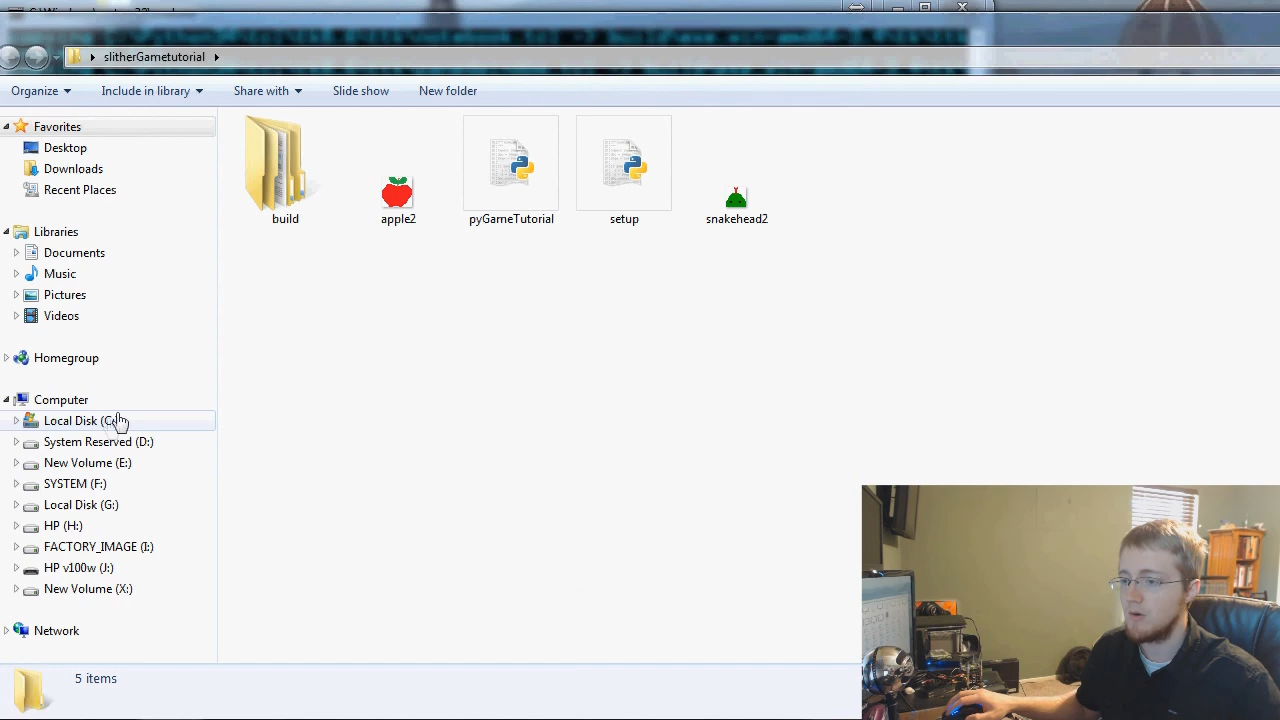 slitherGametutorial
Organize Include in library Share with Slide show New folder
Favorites
Desktop
Downloads
Recent Places
Libraries
Documents
Music
Pictures
Videos
Homegroup
Computer
Local Disk (C:)
System Reserved (D:)
New Volume (E:)
SYSTEM (F:)
Local Disk (G:)
HP (H:)
FACTORY_IMAGE (I:)
HP v100w (J:)
New Volume (X:)
Network
build apple2 pyGameTutorial setup snakehead2
5 items